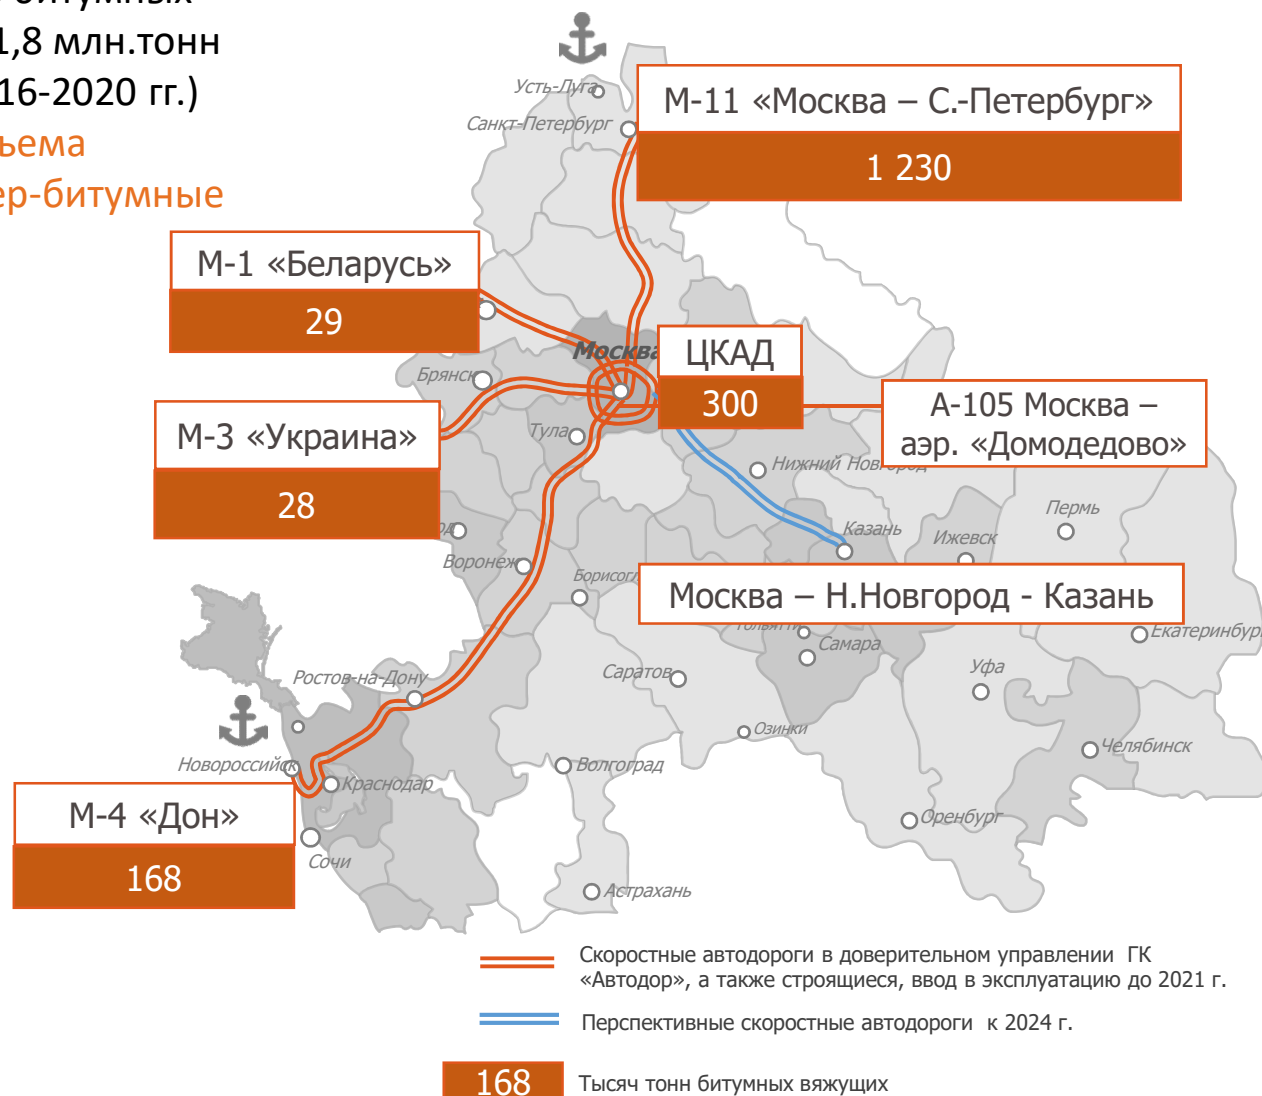 битумных
1,8 млн.тонн
16-2020 гг.)
ьема
ер-битумные
Усть-Луга
Санкт-Петербург
М-11 «Москва – С.-Петербург»
1 230
М-1 «Беларусь»
29
Москва
ЦКАД
300
А-105 Москва –
аэр. «Домодедово»
Брянск
М-3 «Украина»
28
Тула
Нижний Новгород
Казань
Ижевск
Пермь
Воронеж
Борисогл
Москва – Н.Новгород - Казань
Тольятти
Самара
Екатеринбур
Уфа
Саратов
Ростов-на-Дону
Озинки
Челябинск
Новороссийск
Волгоград
Краснодар
Оренбург
М-4 «Дон»
168
Сочи
Астрахань
Скоростные автодороги в доверительном управлении ГК
«Автодор», а также строящиеся, ввод в эксплуатацию до 2021 г.
Перспективные скоростные автодороги к 2024 г.
168
Тысяч тонн битумных вяжущих